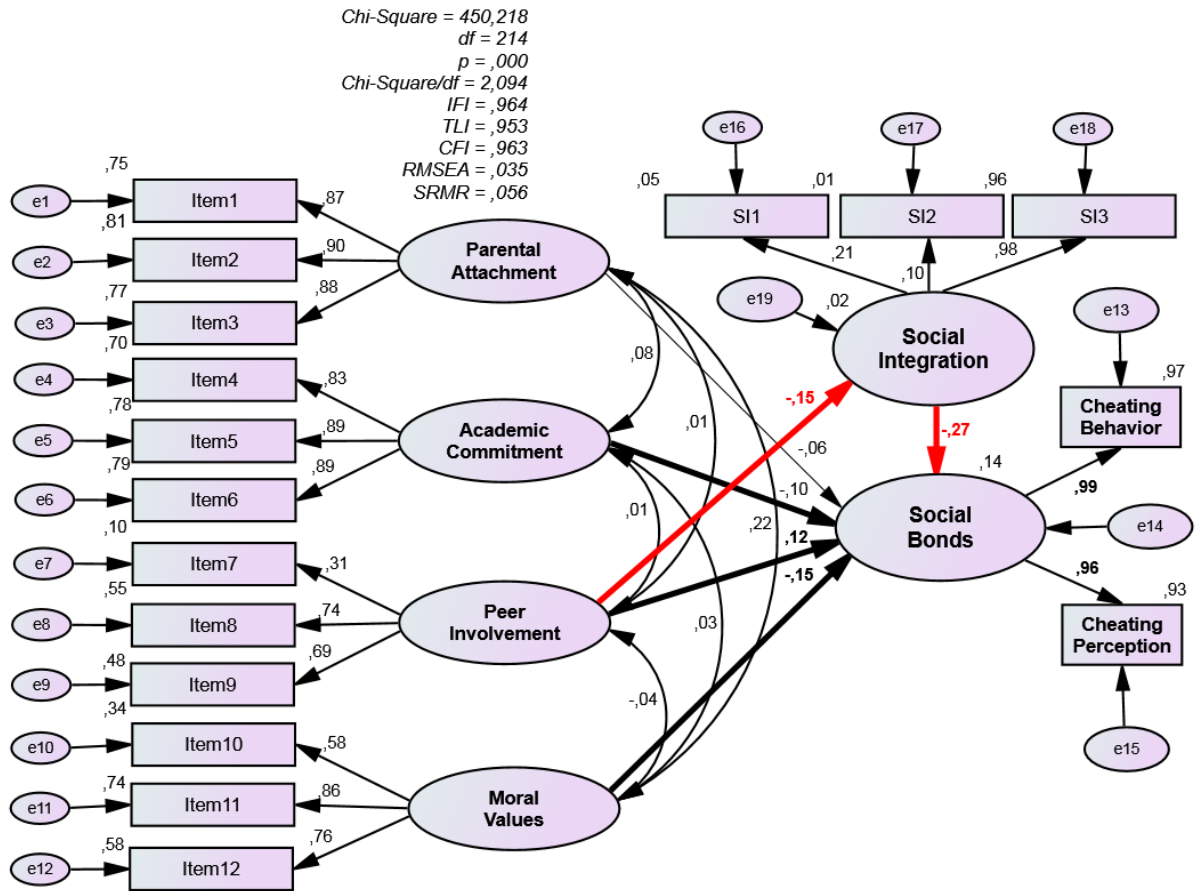 Chi-Square = 450,218
df = 214
p = ,000
Chi-Square/df = 2,094
IFI = ,964
TLI = ,953
CFI = ,963
RMSEA = ,035
SRMR = ,056
e16
e17
e18
,05
,01
,96
SI1
SI2
SI3
,21
,10
,98
e19
,02
Social
Integration
e13
,97
Cheating
Behavior
,75
e1
Item1
,87
,81
e2
Item2
,90
Parental
Attachment
,77
e3
Item3
,88
,70
e4
Item4
,83
,78
e5
Item5
,89
Academic
Commitment
,79
e6
Item6
,89
,10
e7
Item7
,31
,55
e8
Item8
,74
Peer
Involvement
,48
e9
Item9
,69
,34
e10
Item10
,58
,74
e11
Item11
,86
Moral
Values
,58
e12
Item12
,76
,08
,01
-,06
-,15
-,27
-,10
,22
,01
,12
-,15
,03
-,04
,14
Social
Bonds
,99
e14
,96
,93
Cheating
Perception
e15